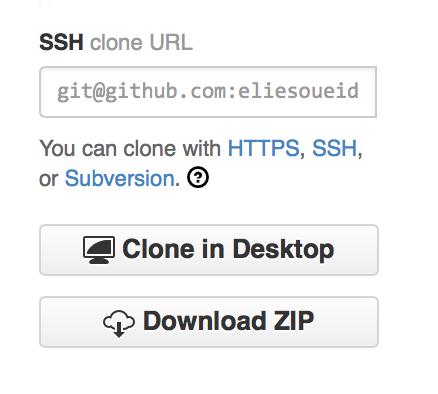 SSH clone URL
git@github.com:eliesoueid
You can clone with HTTPS, SSH,
or Subversion. ?
Clone in Desktop
Download ZIP